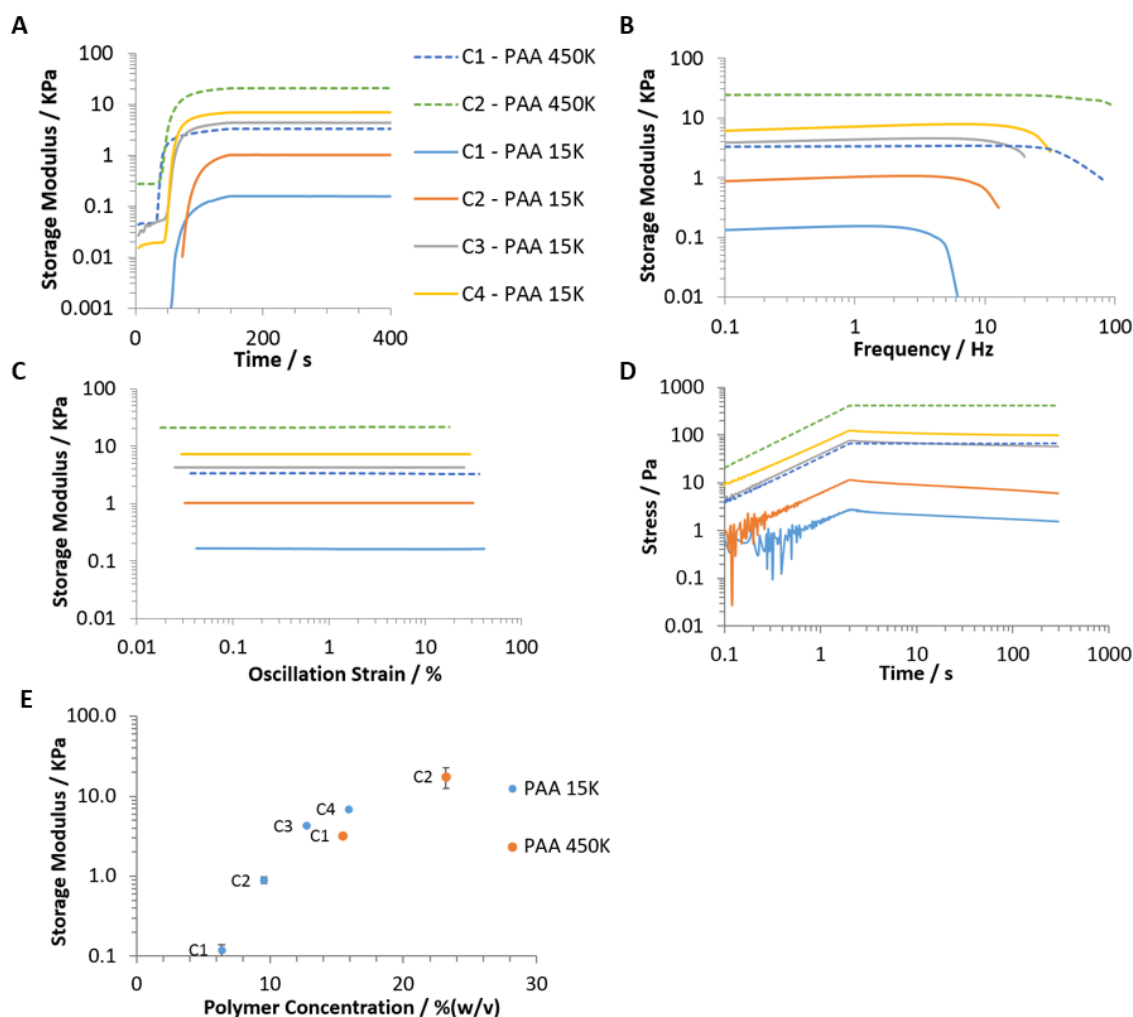 A
Storage Modulus / KPa
100
10
1
0.1
0.01
0.001
0
200
400
Time / s
C1 - PAA 450K
C2 - PAA 450K
C1 - PAA 15K
C2 - PAA 15K
C3 - PAA 15K
C4 - PAA 15K
B
Storage Modulus / KPa
100
10
1
0.1
0.01
0.1
1
10
100
Frequency / Hz
C
Storage Modulus / KPa
100
10
1
0.1
0.01
0.01
0.1
1
10
100
Oscillation Strain / %
D
Stress / Pa
1000
100
10
1
0.1
0.01
0.1
1
10
100
1000
Time / s
E
Storage Modulus / KPa
100.0
10.0
1.0
0.1
0
10
20
30
Polymer Concentration / %(w/v)
C1
C2
C3
C4
C1
C2
PAA 15K
PAA 450K